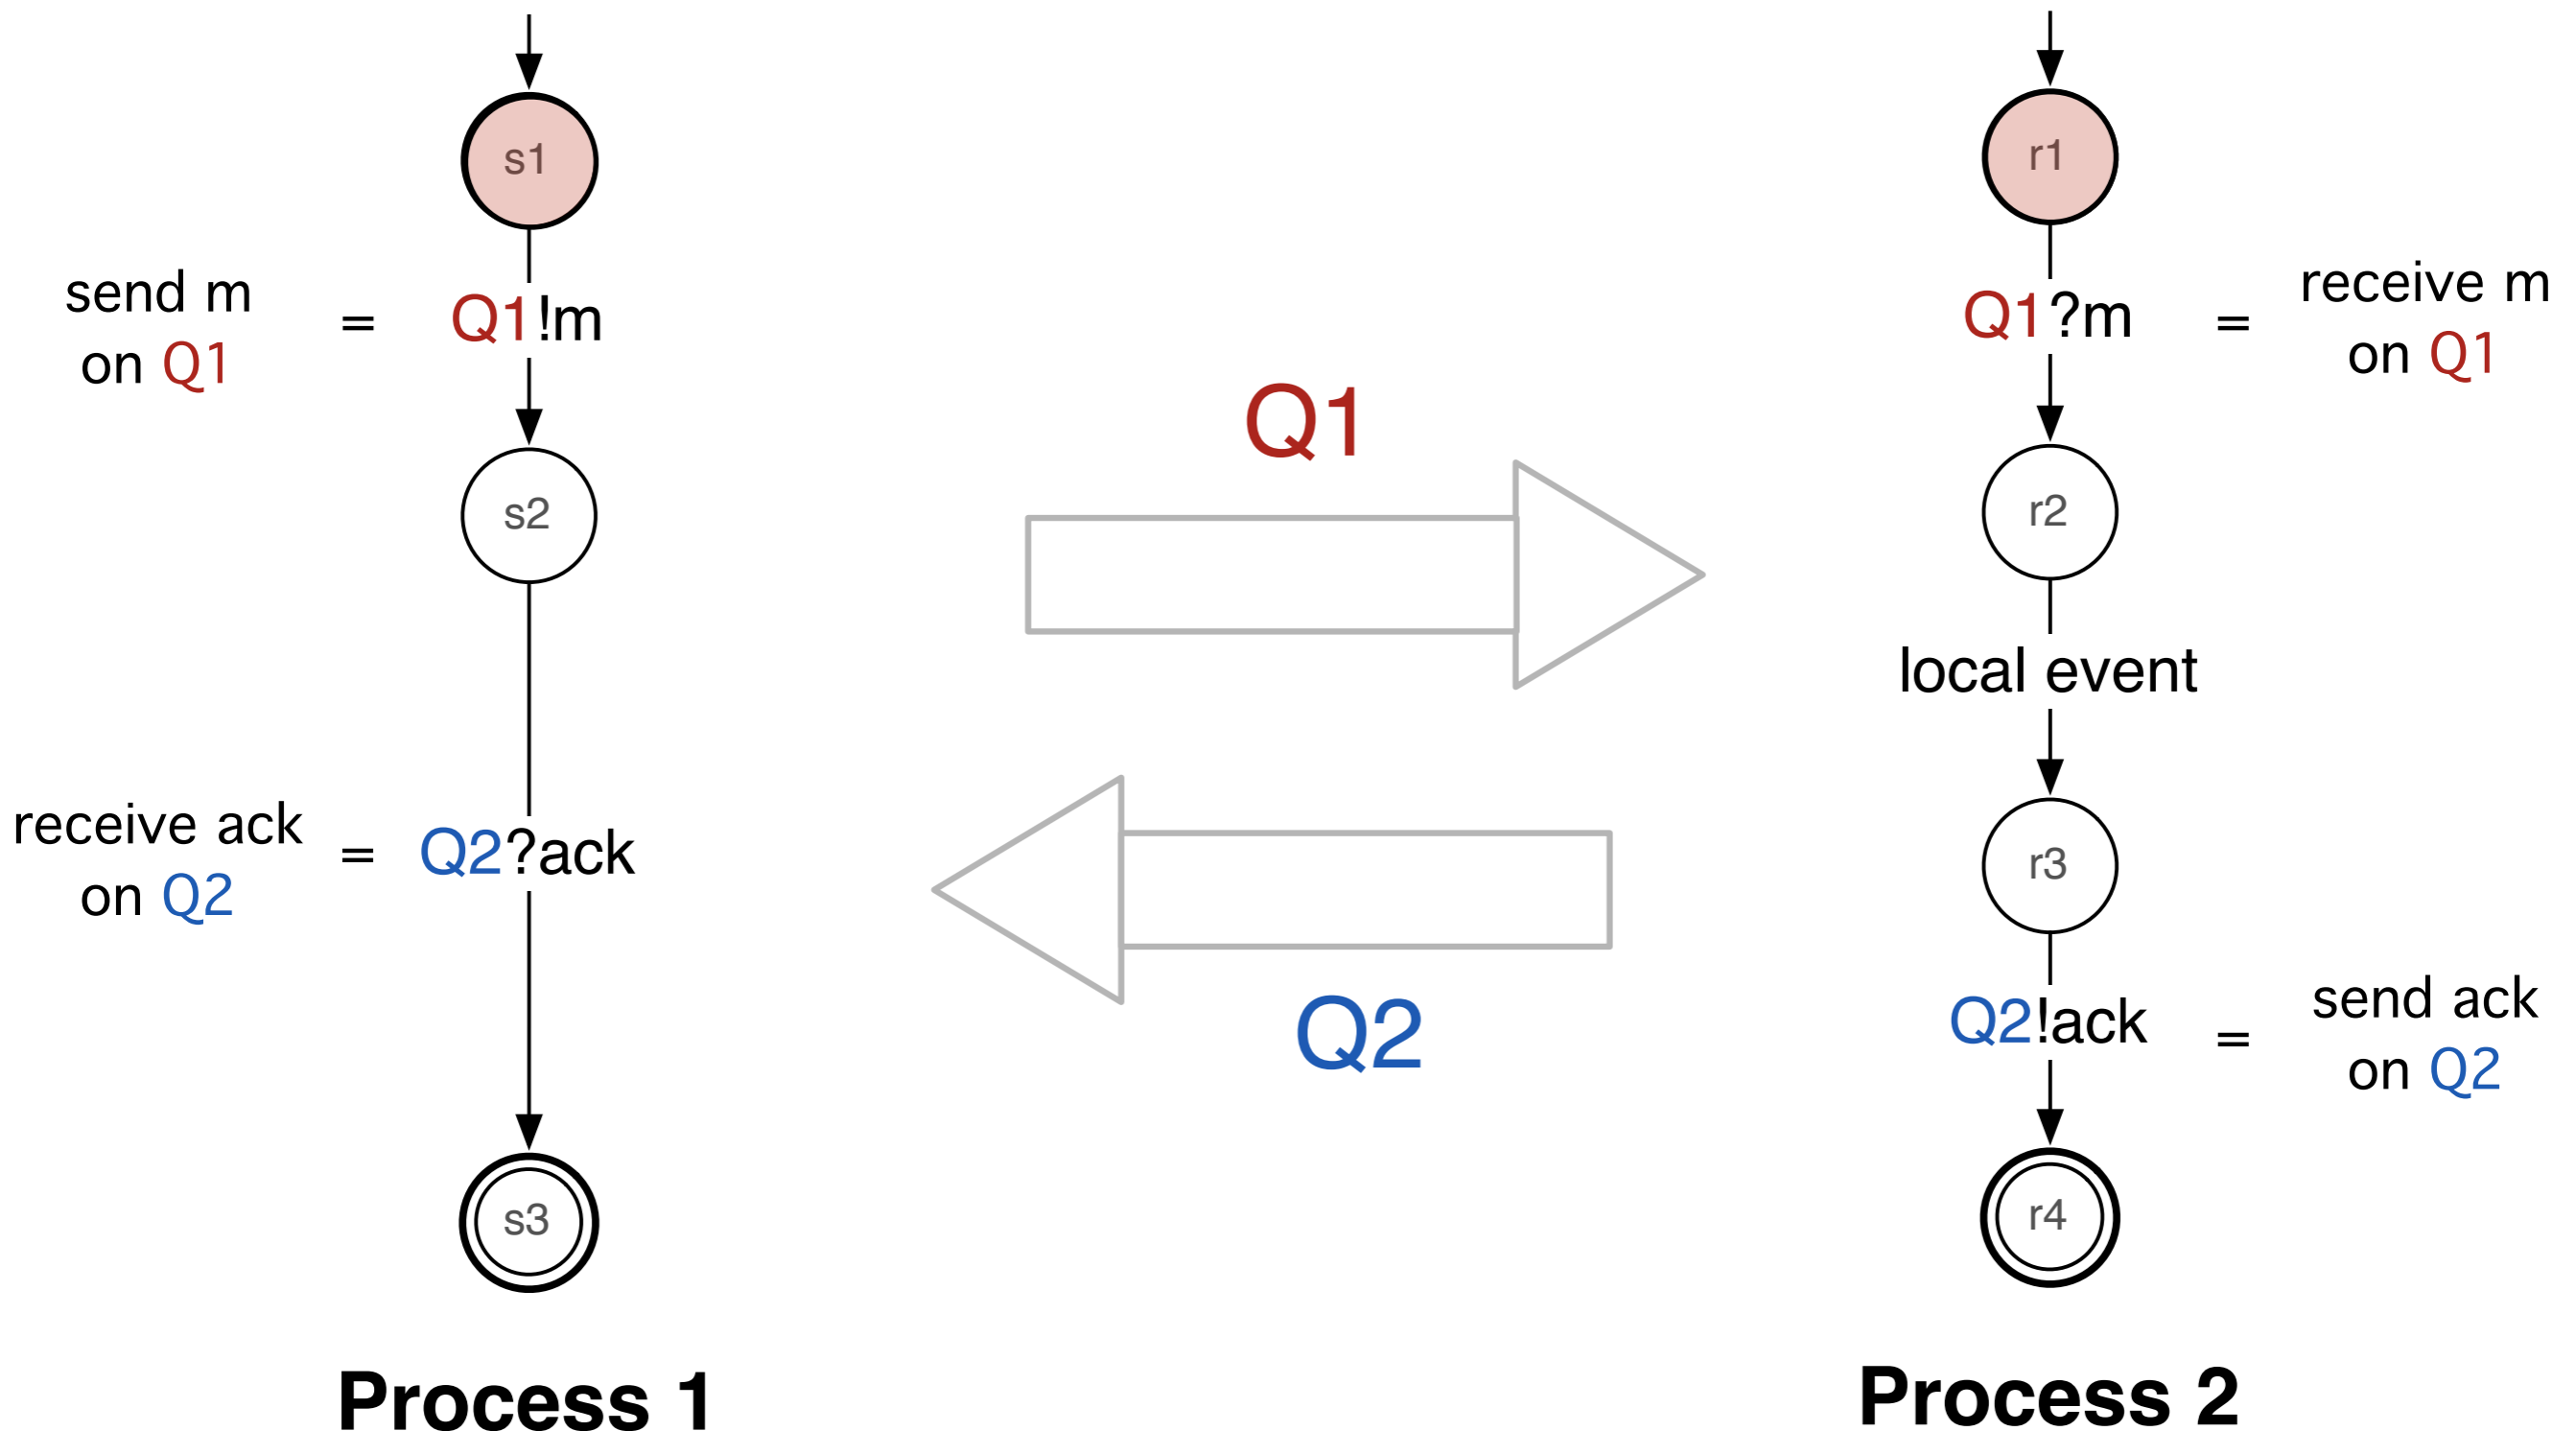 s1
send m
on Q1
=
Q1!m
s2
receive ack
on Q2
=
Q2?ack
s3
Process 1
Q1
Q2
r1
Q1?m
=
receive m
on Q1
r2
local event
r3
Q2!ack
=
send ack
on Q2
r4
Process 2